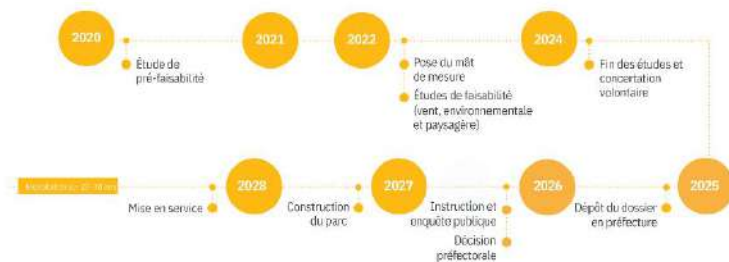 2020
Étude de
pré-faisabilité
2021
2022
Pose du mât
de mesure
Études de faisabilité
(vent, environnementale
et paysagère)
2024
Fin des études et
concertation
volontaire
2025
Dépôt du dossier
en préfecture
2026
Instruction et
enquête publique
Décision
préfectorale
2027
Construction
du parc
2028
Mise en service